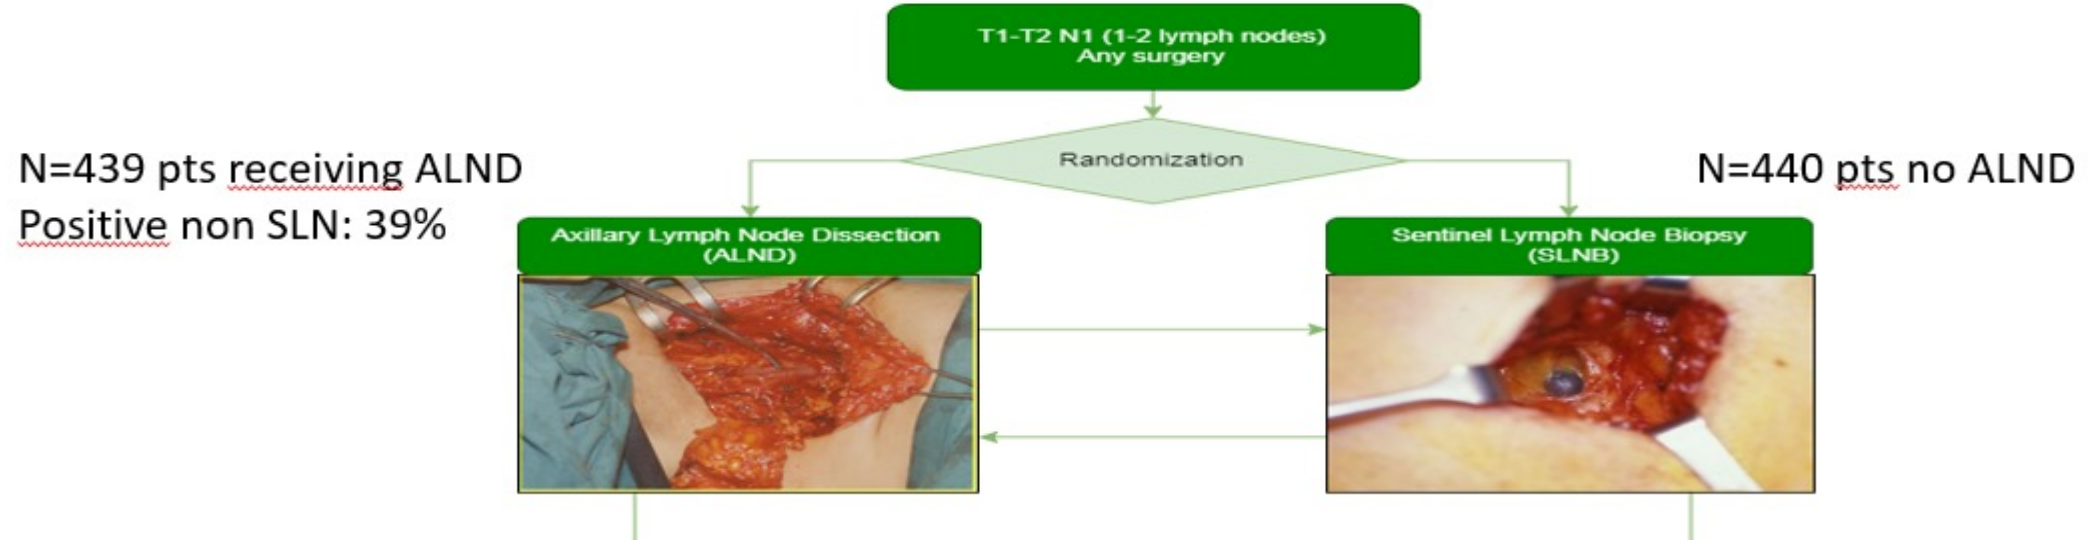 T1-T2 N1 (1-2 lymph nodes)
Any surgery
Randomization
N=439 pts receiving ALND
Positive non SLN: 39%
N=440 pts no ALND
Axillary Lymph Node Dissection
(ALND)
Sentinel Lymph Node Biopsy
(SLNB)